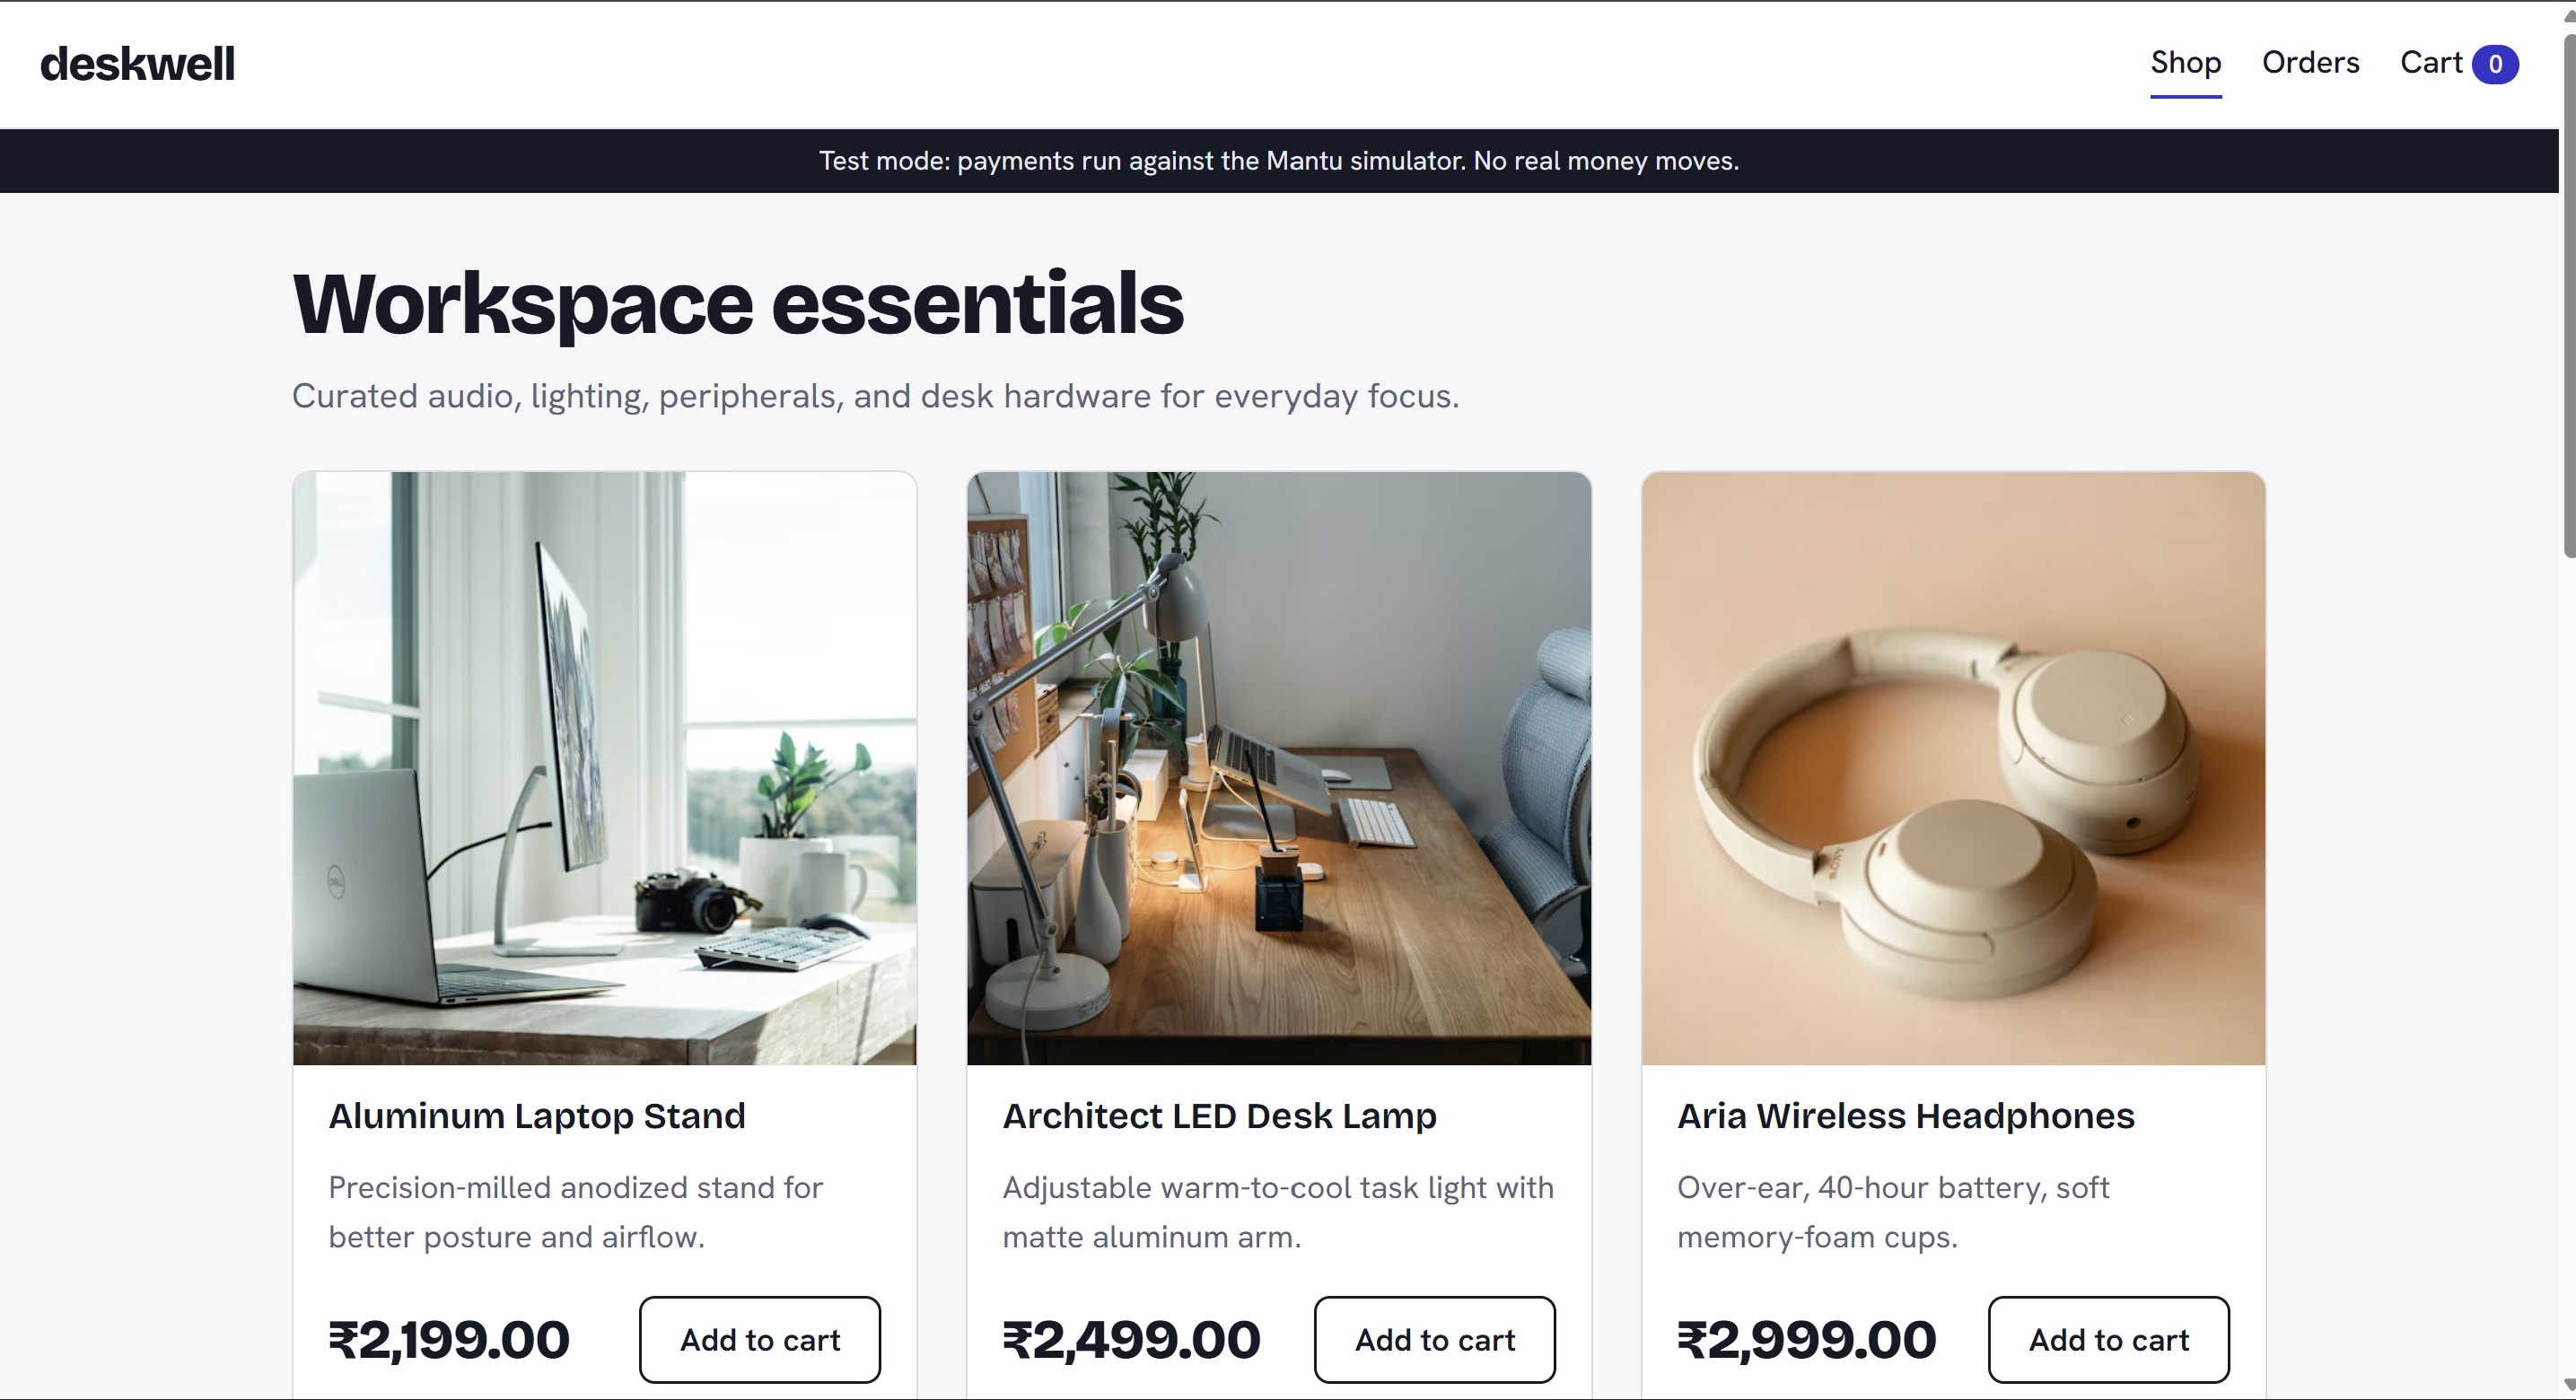 deskwell
Shop Orders Cart 0
Test mode: payments run against the Mantu simulator. No real money moves.
Workspace essentials
Curated audio, lighting, peripherals, and desk hardware for everyday focus.
DELL
SONY
Aluminum Laptop Stand
Precision-milled anodized stand for
better posture and airflow.
₹2,199.00 Add to cart
Architect LED Desk Lamp
Adjustable warm-to-cool task light with
matte aluminum arm.
₹2,499.00 Add to cart
Aria Wireless Headphones
Over-ear, 40-hour battery, soft
memory-foam cups.
₹2,999.00 Add to cart